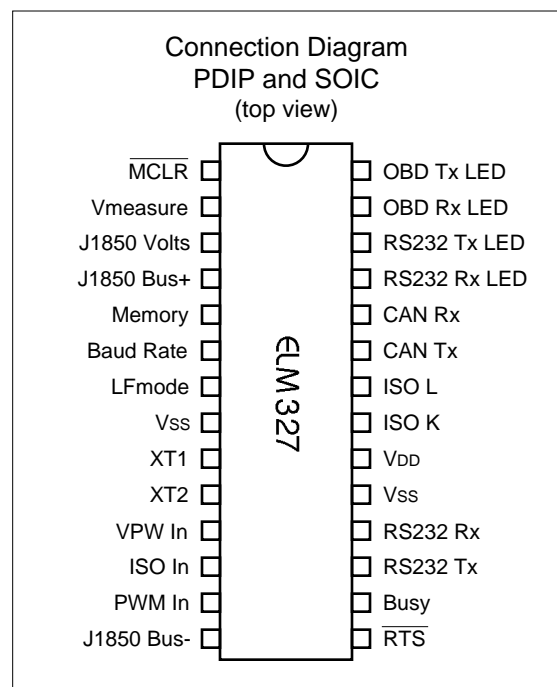 Connection Diagram
PDIP and SOIC
(top view)
MCLR
OBD Tx LED
Vmeasure
OBD Rx LED
J1850 Volts
RS232 Tx LED
J1850 Bus+
RS232 Rx LED
Memory
CAN Rx
Baud Rate
CAN Tx
LFmode
ISO L
Vss
ISO K
XT1
VDD
XT2
Vss
VPW In
RS232 Rx
ISO In
RS232 Tx
PWM In
Busy
J1850 Bus-
RTS
ELM 327